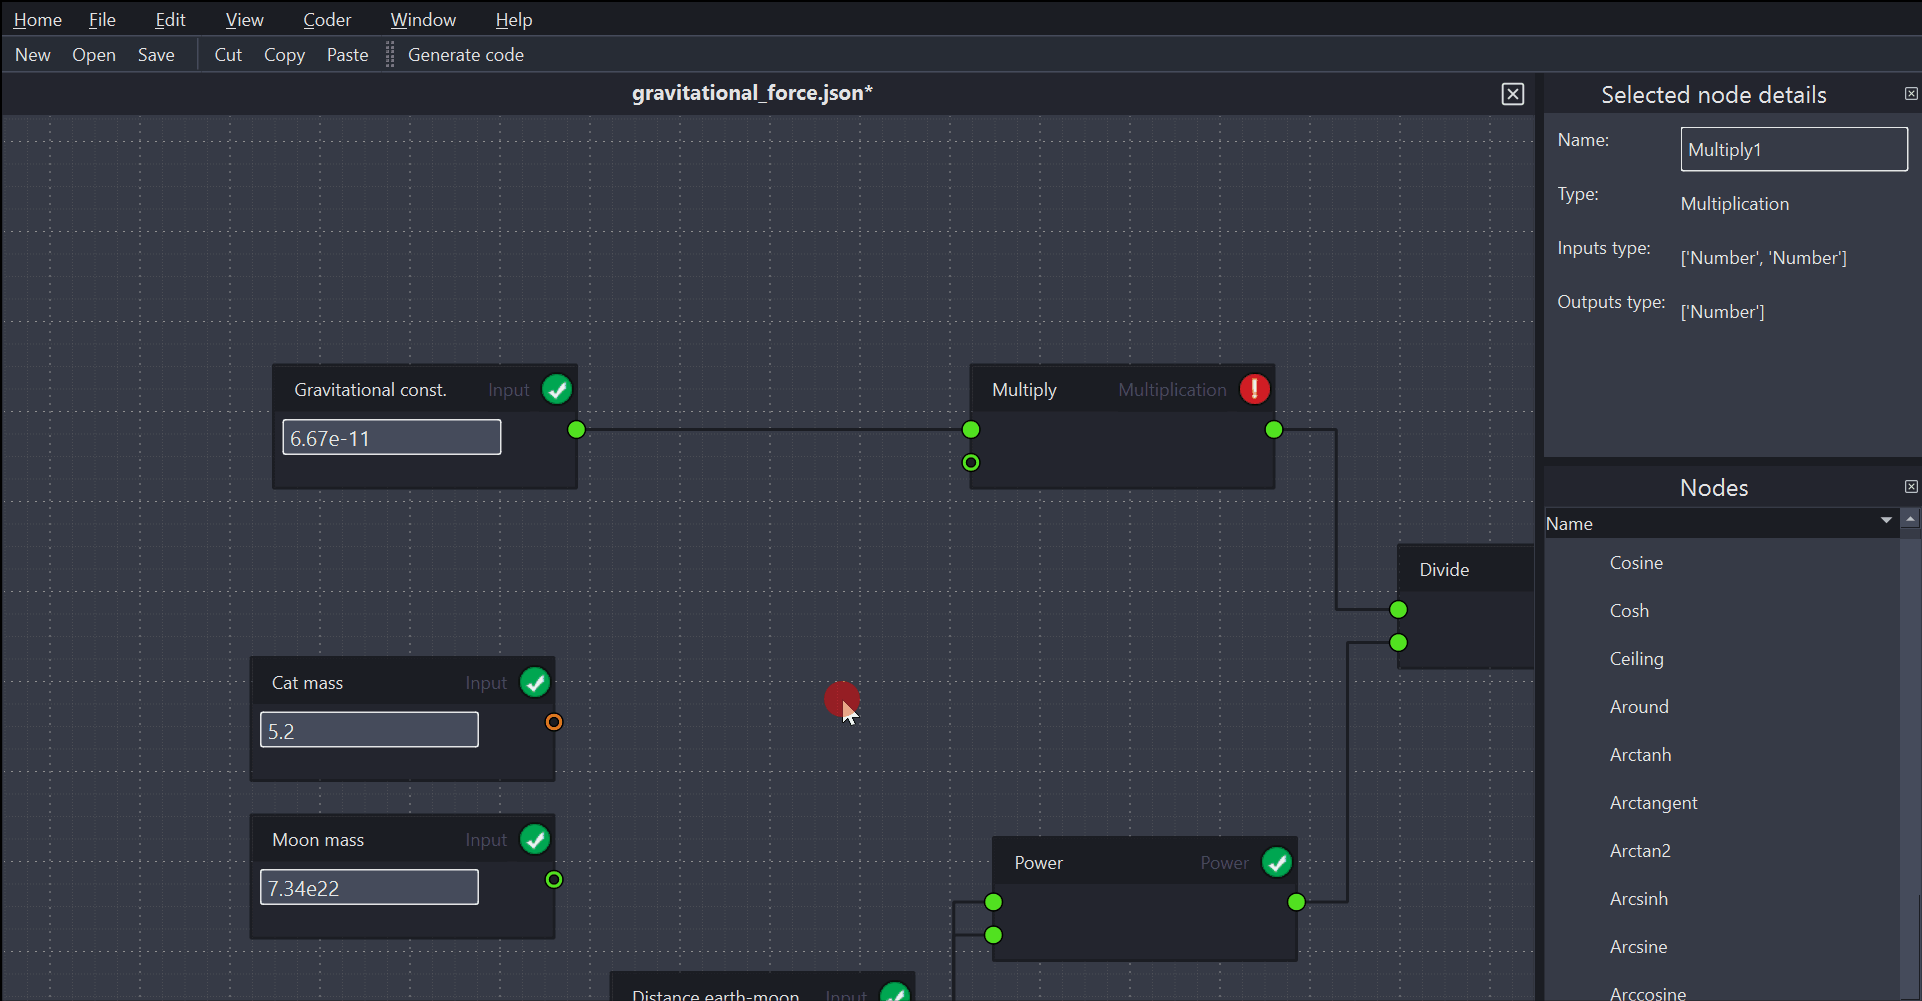 Home File Edit View Coder Window Help
New Open Save Cut Copy Paste Generate code
gravitational_force.json*
Gravitational const. Input
6.67e-11
Multiply Multiplication
Divide
Cat mass Input
5.2
Moon mass Input
7.34e22
Power Power
Distance earth-moon Input
Selected node details
Name: Multiply1
Type: Multiplication
Inputs type: ['Number', 'Number']
Outputs type: ['Number']
Nodes
Name
Cosine
Cosh
Ceiling
Around
Arctanh
Arctangent
Arctan2
Arcsinh
Arcsine
Arccosine